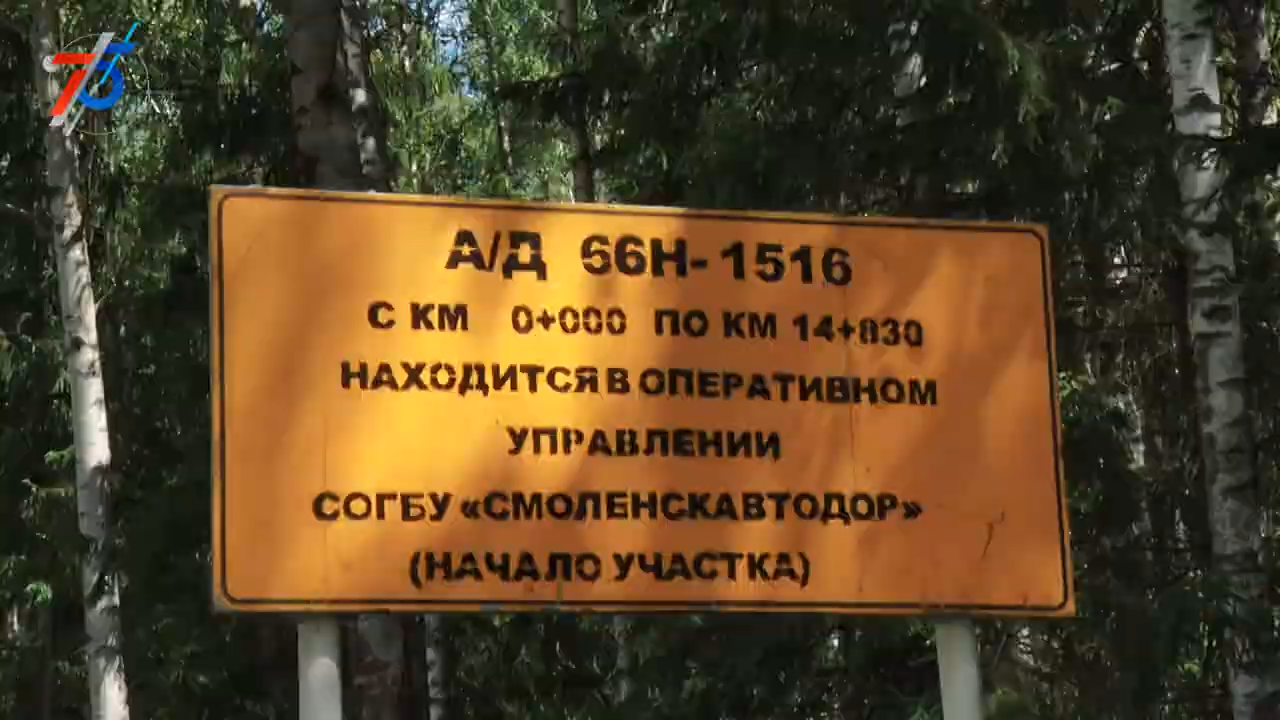 А/Д 66Н-1516
С КМ 0+000 ПО КМ 14+830
НАХОДИТСЯ В ОПЕРАТИВНОМ
УПРАВЛЕНИИ
СОГБУ «СМОЛЕНСКАВТОДОР»
(НАЧАЛО УЧАСТКА)